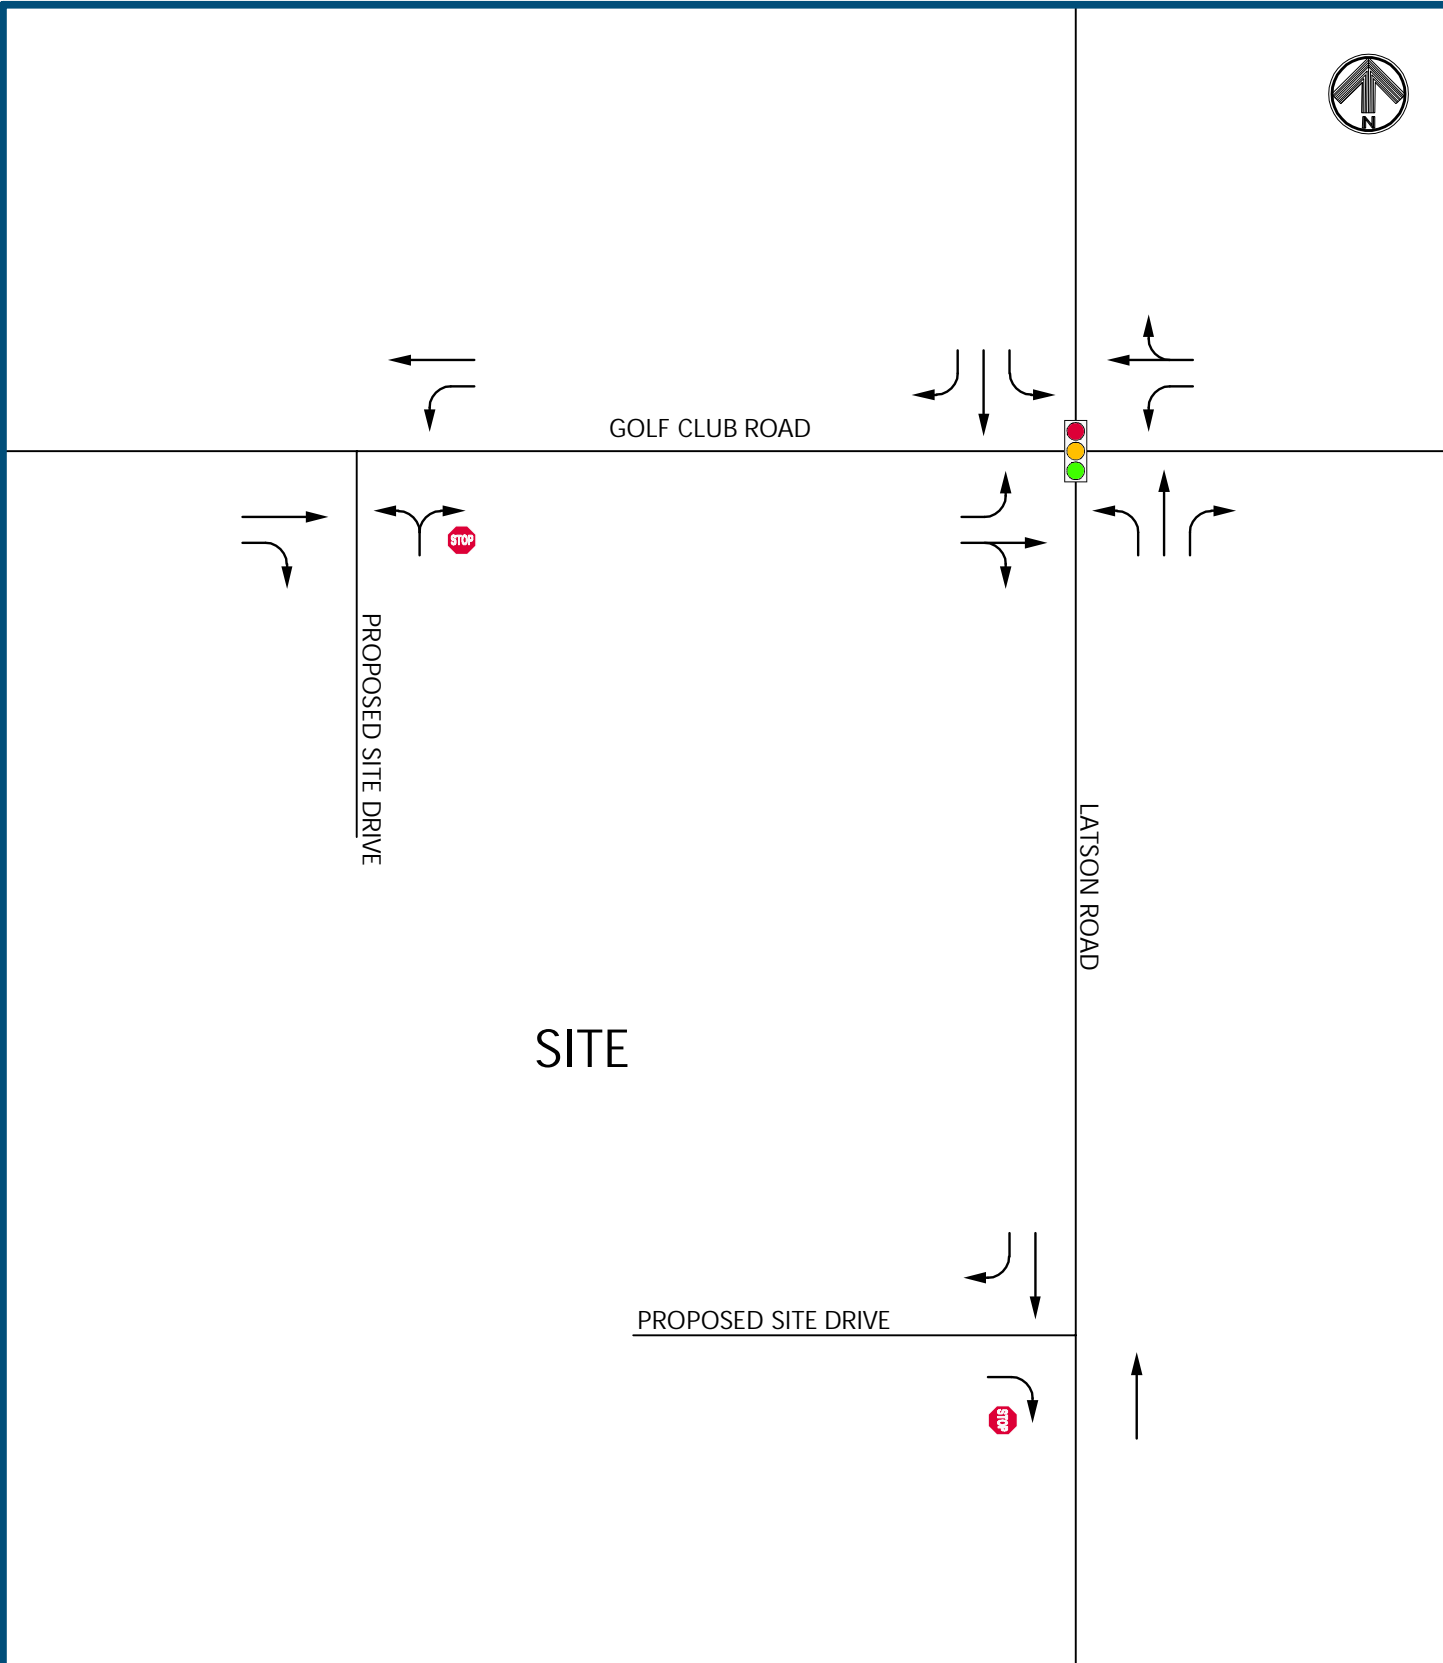 N
GOLF CLUB ROAD
STOP
PROPOSED SITE DRIVE
LATSON ROAD
SITE
PROPOSED SITE DRIVE
STOP